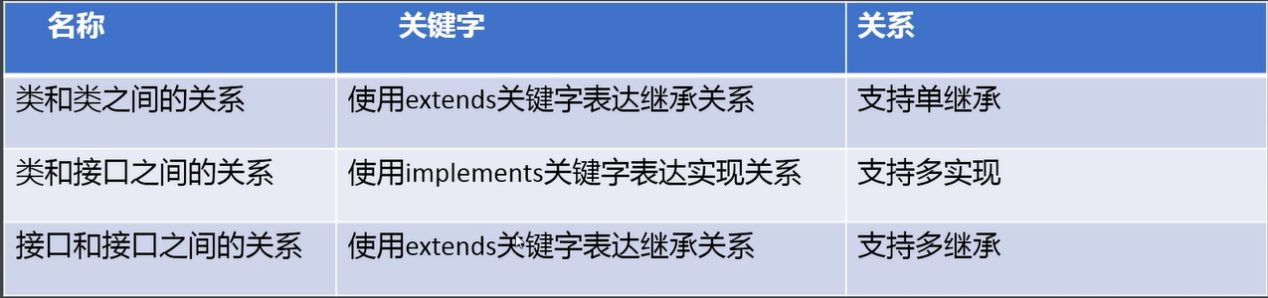 名称 关键字 关系
类和类之间的关系 使用extends关键字表达继承关系 支持单继承
类和接口之间的关系 使用implements关键字表达实现关系 支持多实现
接口和接口之间的关系 使用extends关键字表达继承关系 支持多继承